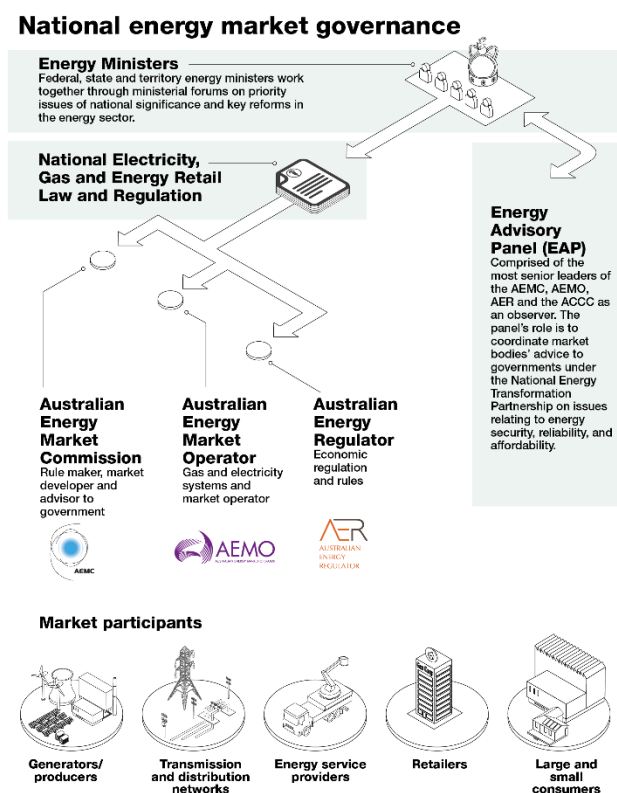 National energy market governance
Energy Ministers
Federal, state and territory energy ministers work
together through ministerial forums on priority
issues of national significance and key reforms in
the energy sector.
National Electricity,
Gas and Energy Retail
Law and Regulation
Energy
Advisory
Panel (EAP)
Comprised of the
most senior leaders of
the AEMC, AEMO,
AER and the ACCC as
an observer. The
panel's role is to
coordinate market
bodies' advice to
governments under
the National Energy
Transformation
Partnership on issues
relating to energy
security, reliability, and
affordability.
Australian
Energy
Market
Commission
Rule maker, market
developer and
advisor to
government
AEMC
Australian
Energy
Market
Operator
Gas and electricity
systems and
market operator
AEMO
Australian
Energy
Regulator
Economic
regulation
and rules
AER
AUSTRALIAN
ENERGY
REGULATOR
Market participants
Generators/
producers
Transmission
and distribution
networks
Energy service
providers
Retailers
Large and
small
consumers